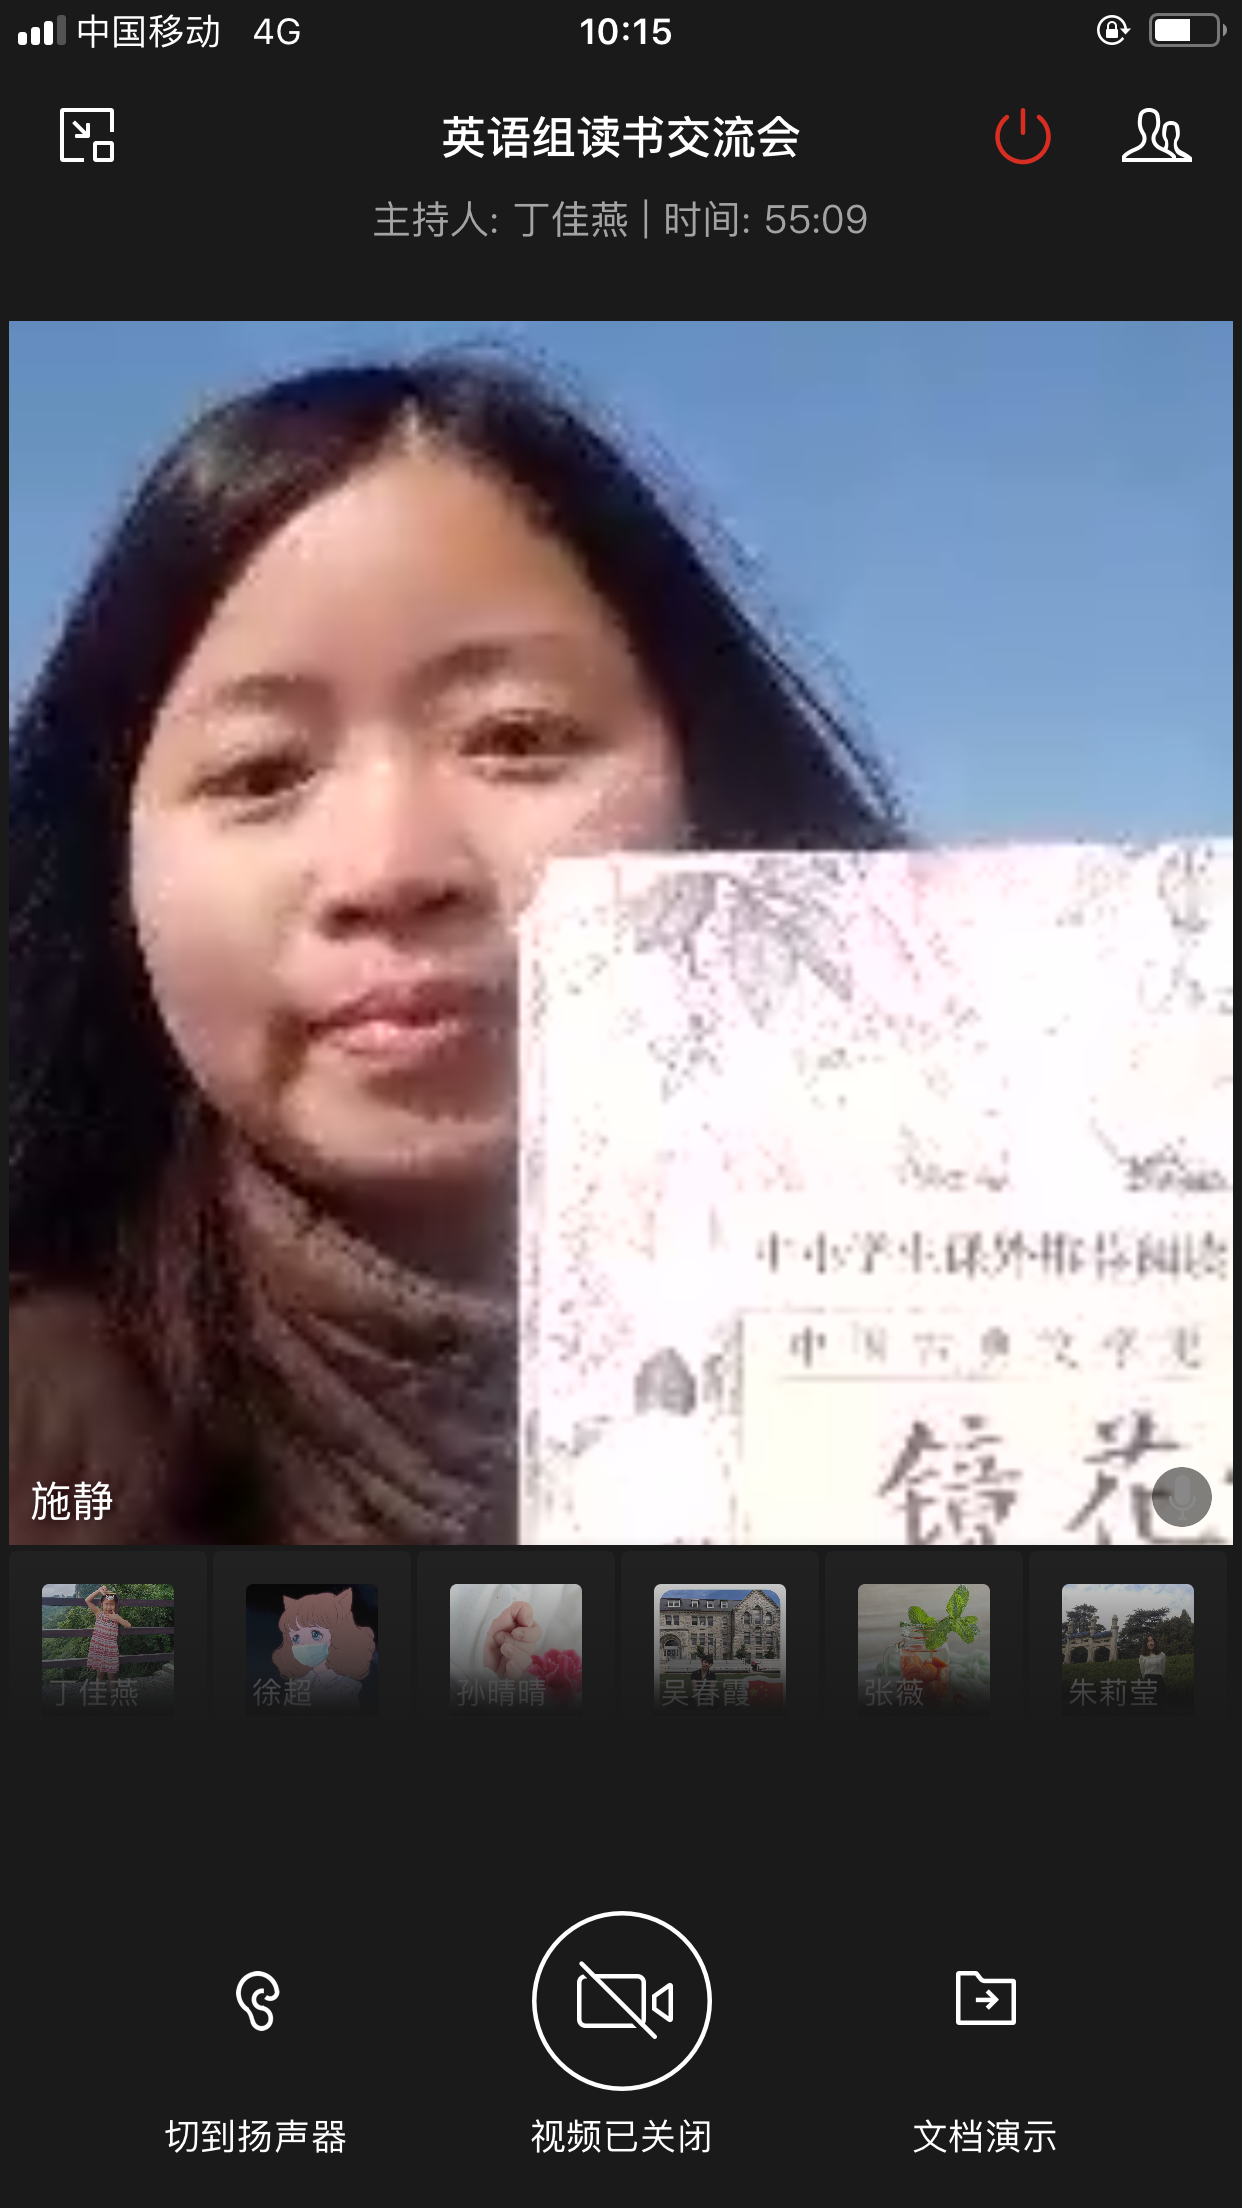 中国移动 4G 10:15
英语组读书交流会
主持人: 丁佳燕 | 时间: 55:09
中小学生课外推荐阅读
中国古典文学
镜花
施静
丁佳燕 徐超 孙晴晴 吴春霞 张薇 朱莉莹
切到扬声器 视频已关闭 文档演示